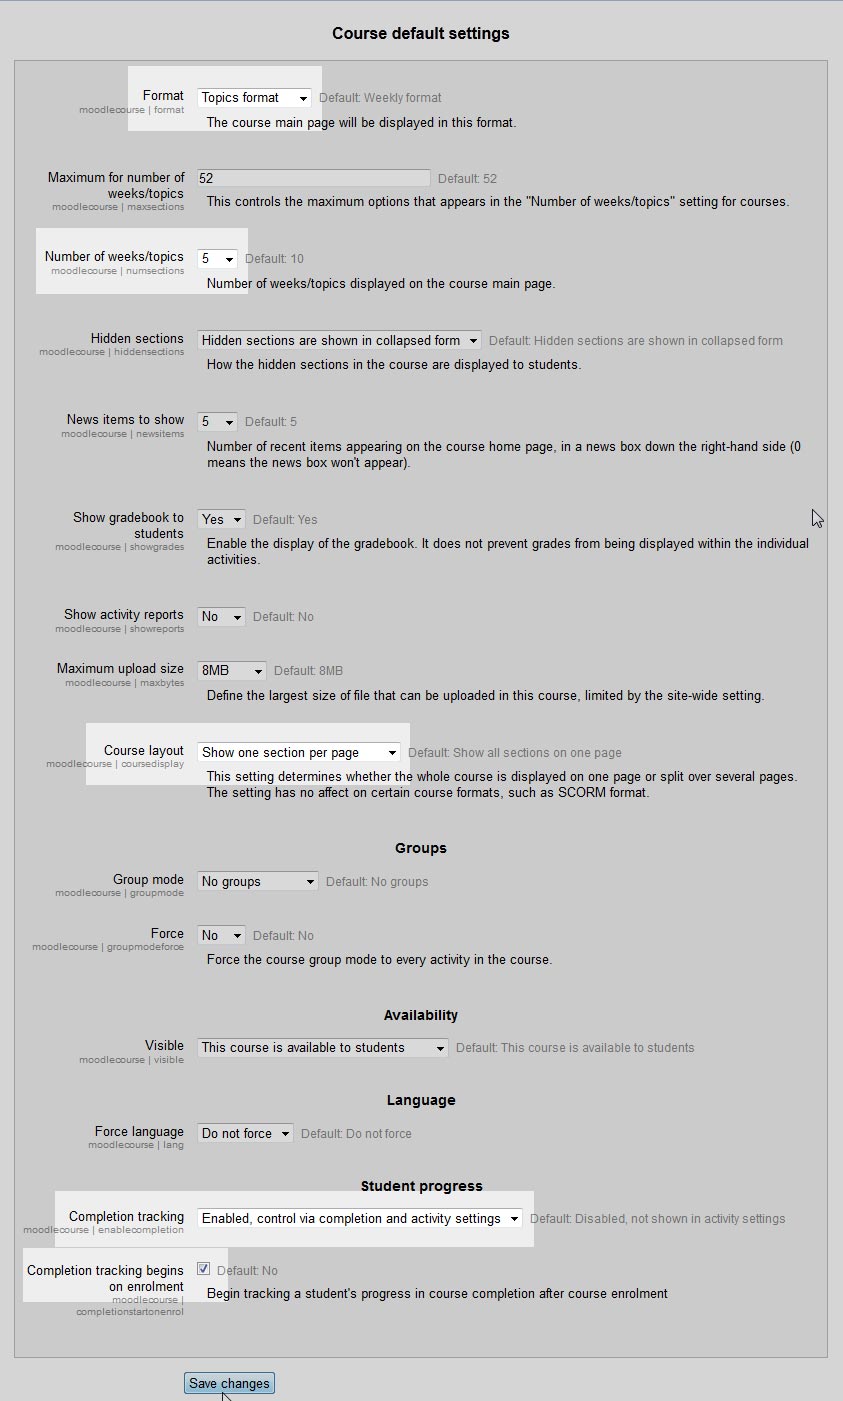 Course default settings
Format
Topics format
Default: Weekly format
moodlecourse | format
The course main page will be displayed in this format.
Maximum for number of
weeks/topics
52
Default: 52
moodlecourse | maxsections
This controls the maximum options that appears in the "Number of weeks/topics" setting for courses.
Number of weeks/topics
5
Default: 10
moodlecourse | numsections
Number of weeks/topics displayed on the course main page.
Hidden sections
Hidden sections are shown in collapsed form
Default: Hidden sections are shown in collapsed form
moodlecourse | hiddensections
How the hidden sections in the course are displayed to students.
News items to show
5
Default: 5
moodlecourse | newsitems
Number of recent items appearing on the course home page, in a news box down the right-hand side (0
means the news box won't appear).
Show gradebook to
students
Yes
Default: Yes
moodlecourse | showgrades
Enable the display of the gradebook. It does not prevent grades from being displayed within the individual
activities.
Show activity reports
No
Default: No
moodlecourse | showreports
Maximum upload size
8MB
Default: 8MB
moodlecourse | maxbytes
Define the largest size of file that can be uploaded in this course, limited by the site-wide setting.
Course layout
Show one section per page
Default: Show all sections on one page
moodlecourse | coursedisplay
This setting determines whether the whole course is displayed on one page or split over several pages.
The setting has no affect on certain course formats, such as SCORM format.
Groups
Group mode
No groups
Default: No groups
moodlecourse | groupmode
Force
No
Default: No
moodlecourse | groupmodeforce
Force the course group mode to every activity in the course.
Availability
Visible
This course is available to students
Default: This course is available to students
moodlecourse | visible
Language
Force language
Do not force
Default: Do not force
moodlecourse | lang
Student progress
Completion tracking
Enabled, control via completion and activity settings
Default: Disabled, not shown in activity settings
moodlecourse | enablecompletion
Completion tracking begins
on enrolment
Default: No
moodlecourse |
completionstartonenrol
Begin tracking a student's progress in course completion after course enrolment
Save changes